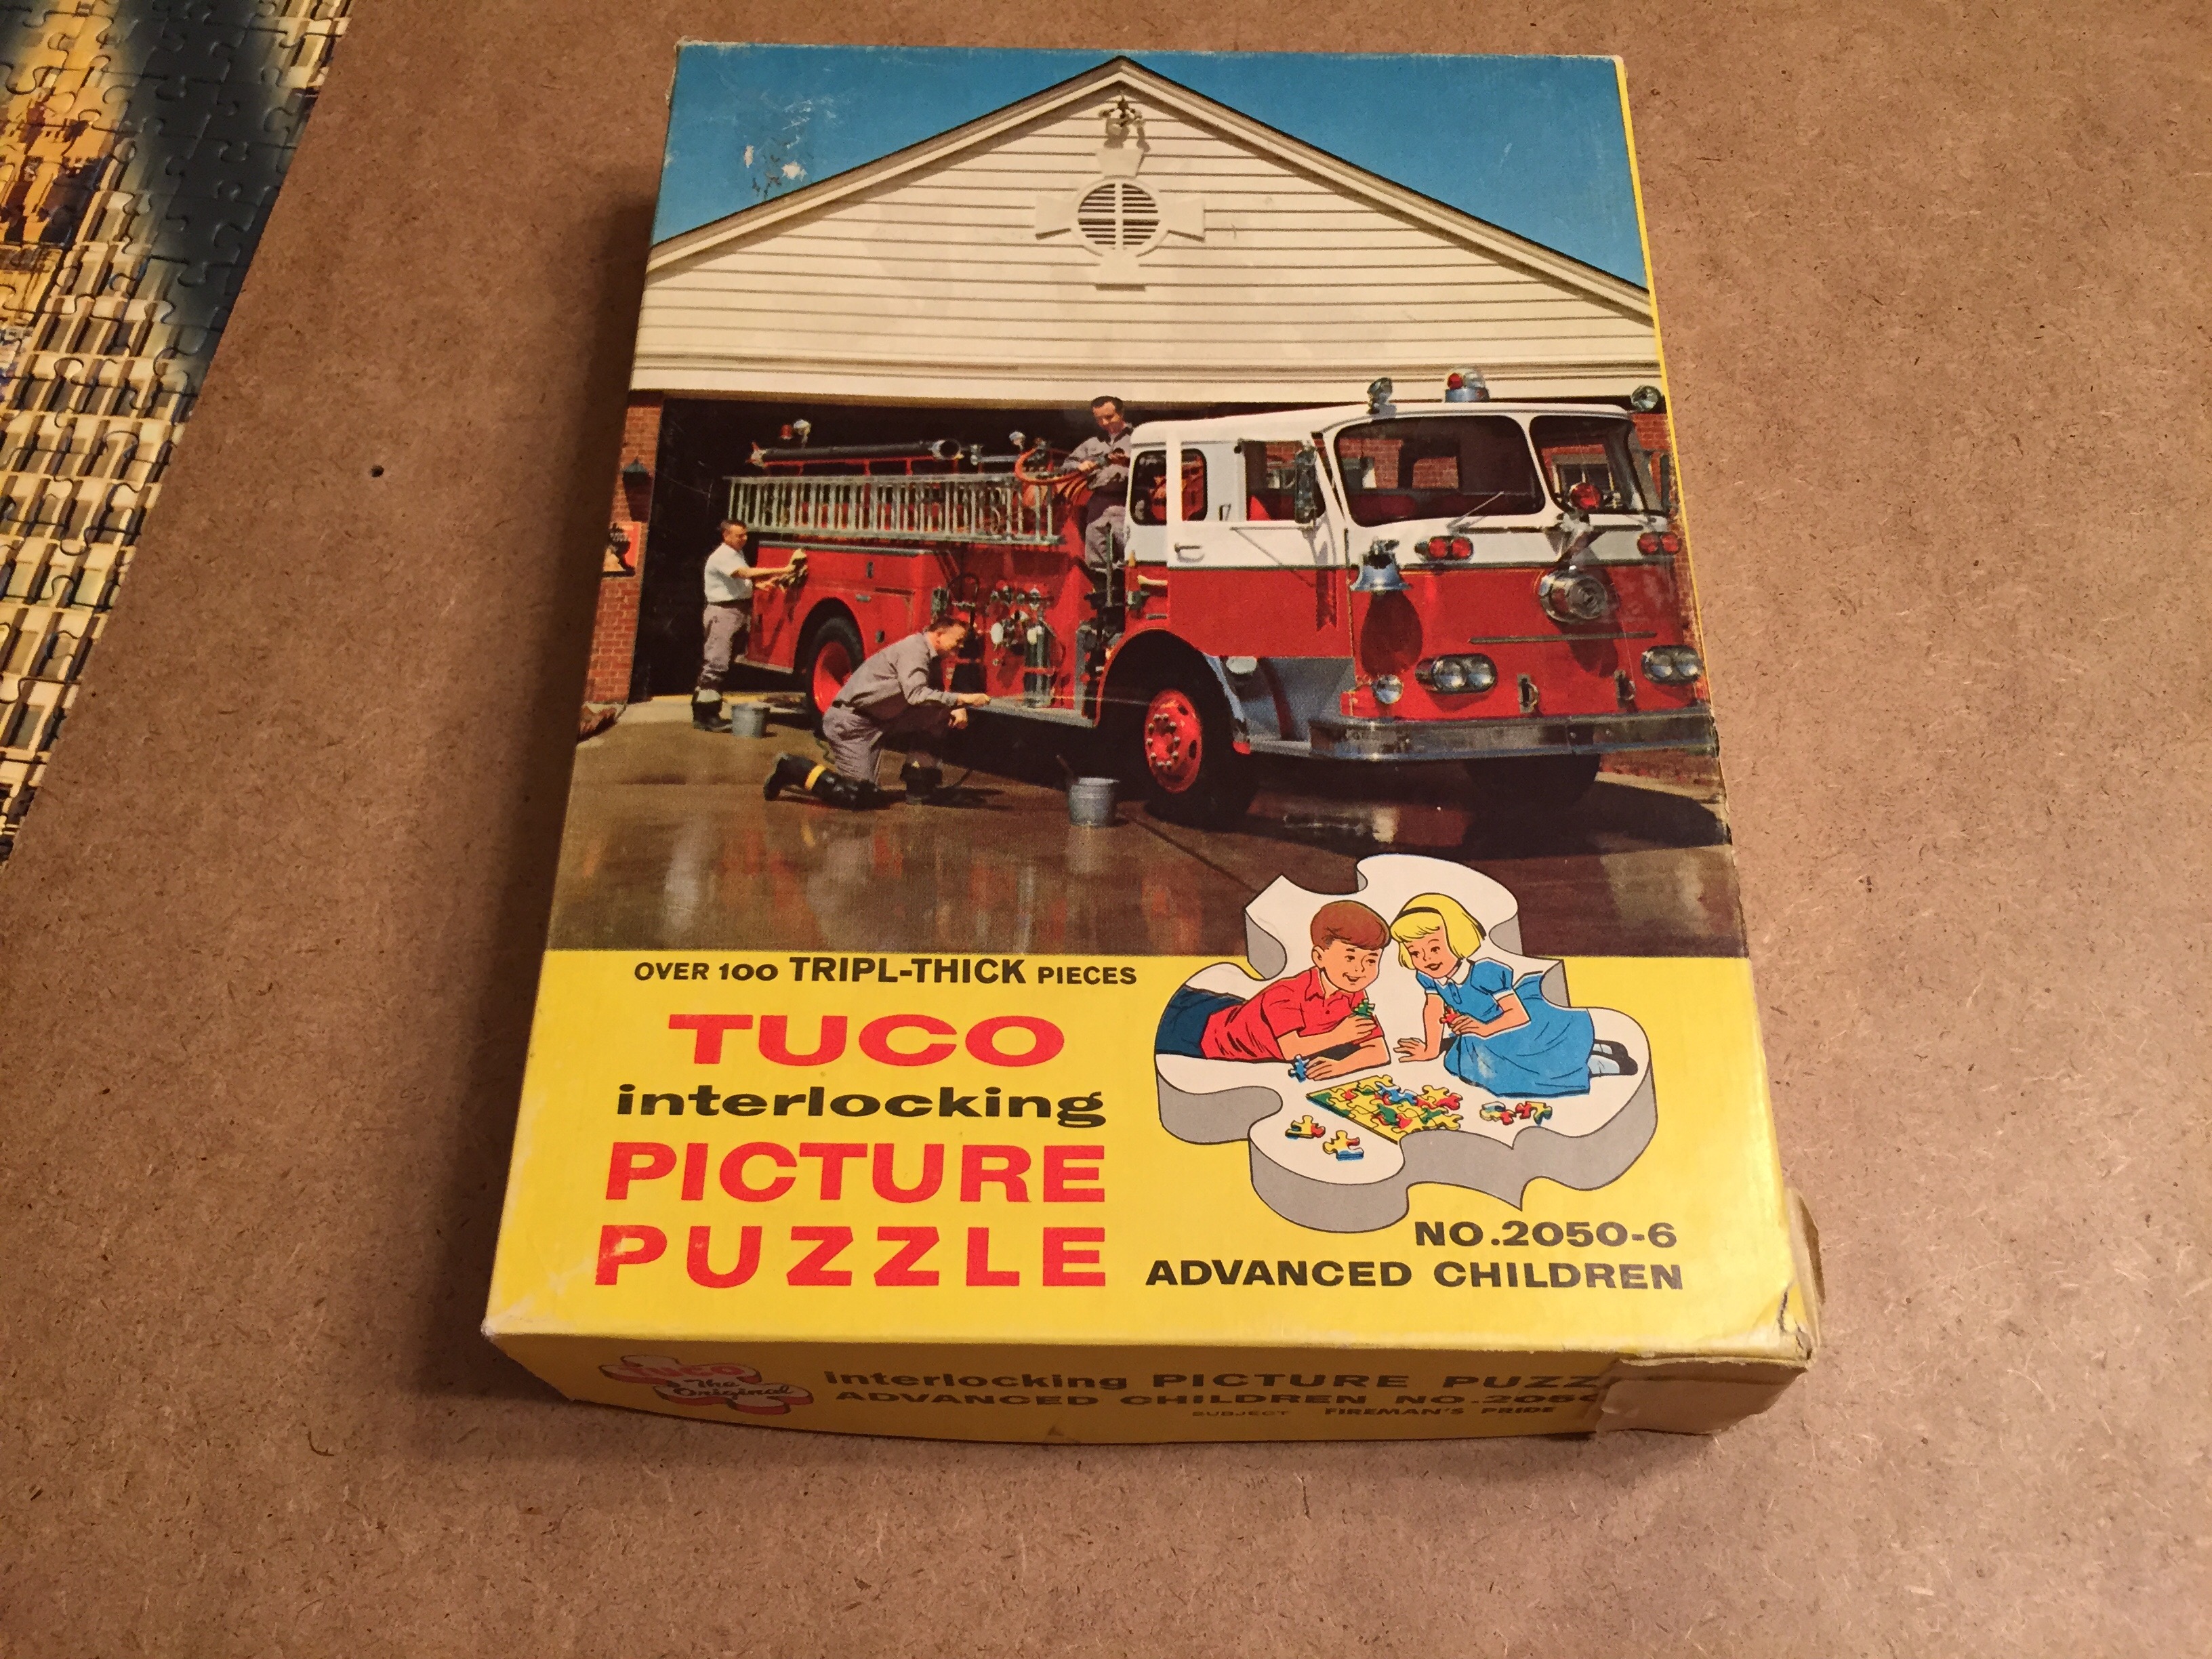 OVER 100 TRIPL-THICK PIECES
TUCO
interlocking
PICTURE
PUZZLE
NO.2050-6
ADVANCED CHILDREN
TUCO
The
Original
interlocking PICTURE PUZZ
ADVANCED CHILDREN NO.205
SUBJECT FIREMAN'S PRIDE